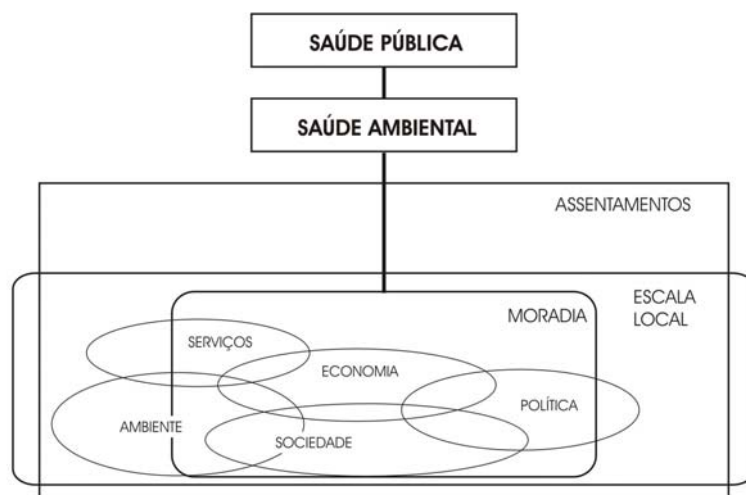 SAÚDE PÚBLICA
SAÚDE AMBIENTAL
ASSENTAMENTOS
ESCALA
LOCAL
MORADIA
SERVIÇOS
ECONOMIA
POLÍTICA
AMBIENTE
SOCIEDADE